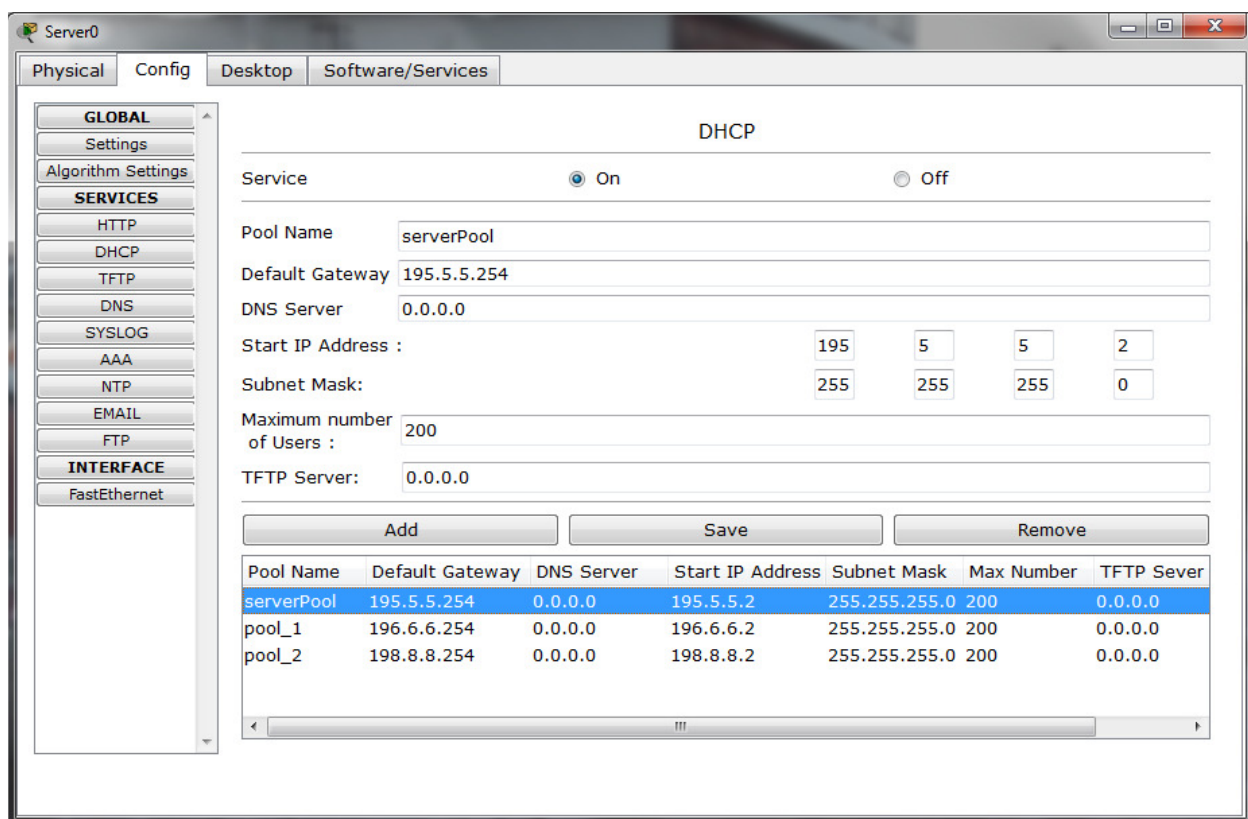 Server0
Physical Config Desktop Software/Services
GLOBAL
Settings
Algorithm Settings
SERVICES
HTTP
DHCP
TFTP
DNS
SYSLOG
AAA
NTP
EMAIL
FTP
INTERFACE
FastEthernet
DHCP
Service On Off
Pool Name serverPool
Default Gateway 195.5.5.254
DNS Server 0.0.0.0
Start IP Address : 195 5 5 2
Subnet Mask: 255 255 255 0
Maximum number
of Users : 200
TFTP Server: 0.0.0.0
Add Save Remove
Pool Name Default Gateway DNS Server Start IP Address Subnet Mask Max Number TFTP Sever
serverPool 195.5.5.254 0.0.0.0 195.5.5.2 255.255.255.0 200 0.0.0.0
pool_1 196.6.6.254 0.0.0.0 196.6.6.2 255.255.255.0 200 0.0.0.0
pool_2 198.8.8.254 0.0.0.0 198.8.8.2 255.255.255.0 200 0.0.0.0